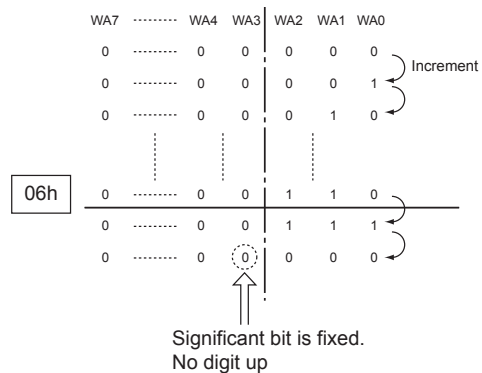 WA7 -------- WA4 WA3 WA2 WA1 WA0
0 -------- 0 0 0 0 0
Increment
0 -------- 0 0 0 0 1
0 -------- 0 0 0 1 0
06h
0 -------- 0 0 1 1 0
0 -------- 0 0 1 1 1
0 -------- 0 0 0 0 0
Significant bit is fixed.
No digit up